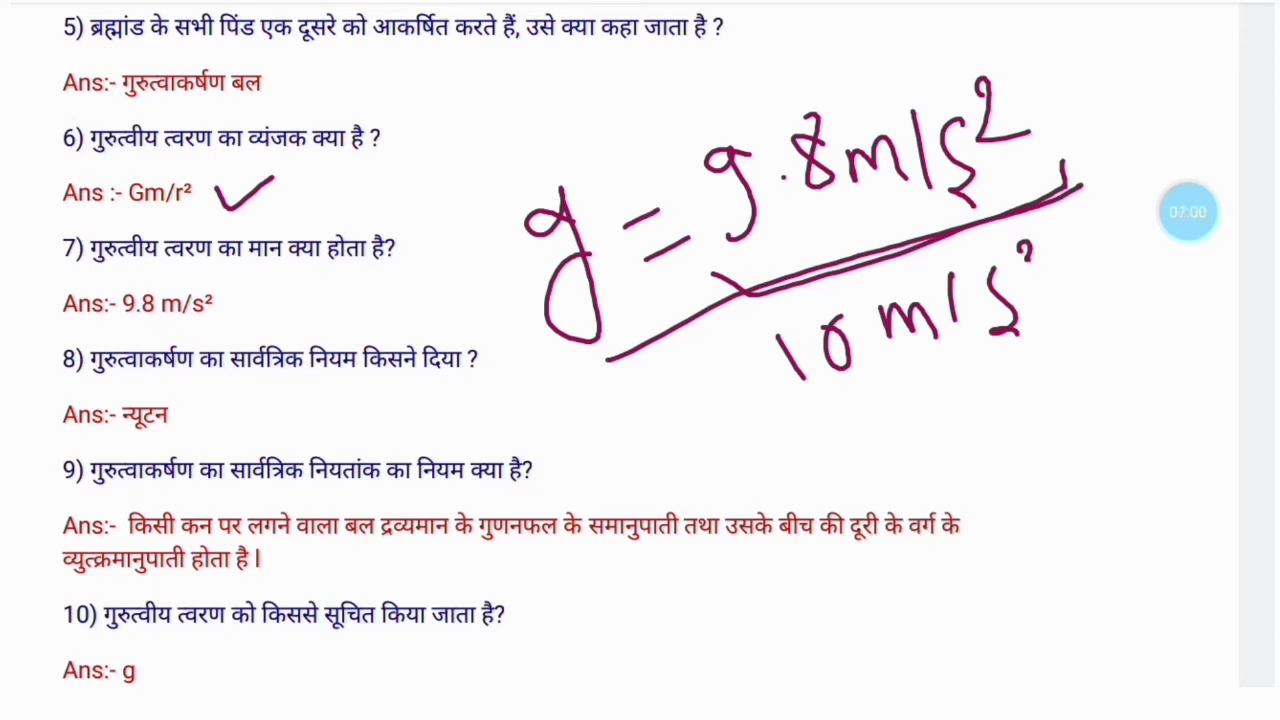 5) ब्रह्मांड के सभी पिंड एक दूसरे को आकर्षित करते हैं, उसे क्या कहा जाता है ?
Ans:- गुरुत्वाकर्षण बल
6) गुरुत्वीय त्वरण का व्यंजक क्या है ?
Ans :- Gm/r²
7) गुरुत्वीय त्वरण का मान क्या होता है?
Ans:- 9.8 m/s²
8) गुरुत्वाकर्षण का सार्वत्रिक नियम किसने दिया ?
Ans:- न्यूटन
9) गुरुत्वाकर्षण का सार्वत्रिक नियतांक का नियम क्या है?
Ans:- किसी कन पर लगने वाला बल द्रव्यमान के गुणनफल के समानुपाती तथा उसके बीच की दूरी के वर्ग के
व्युत्क्रमानुपाती होता है l
10) गुरुत्वीय त्वरण को किससे सूचित किया जाता है?
Ans:- g
g = 9.8 m/s²
10 m/s²
07:00